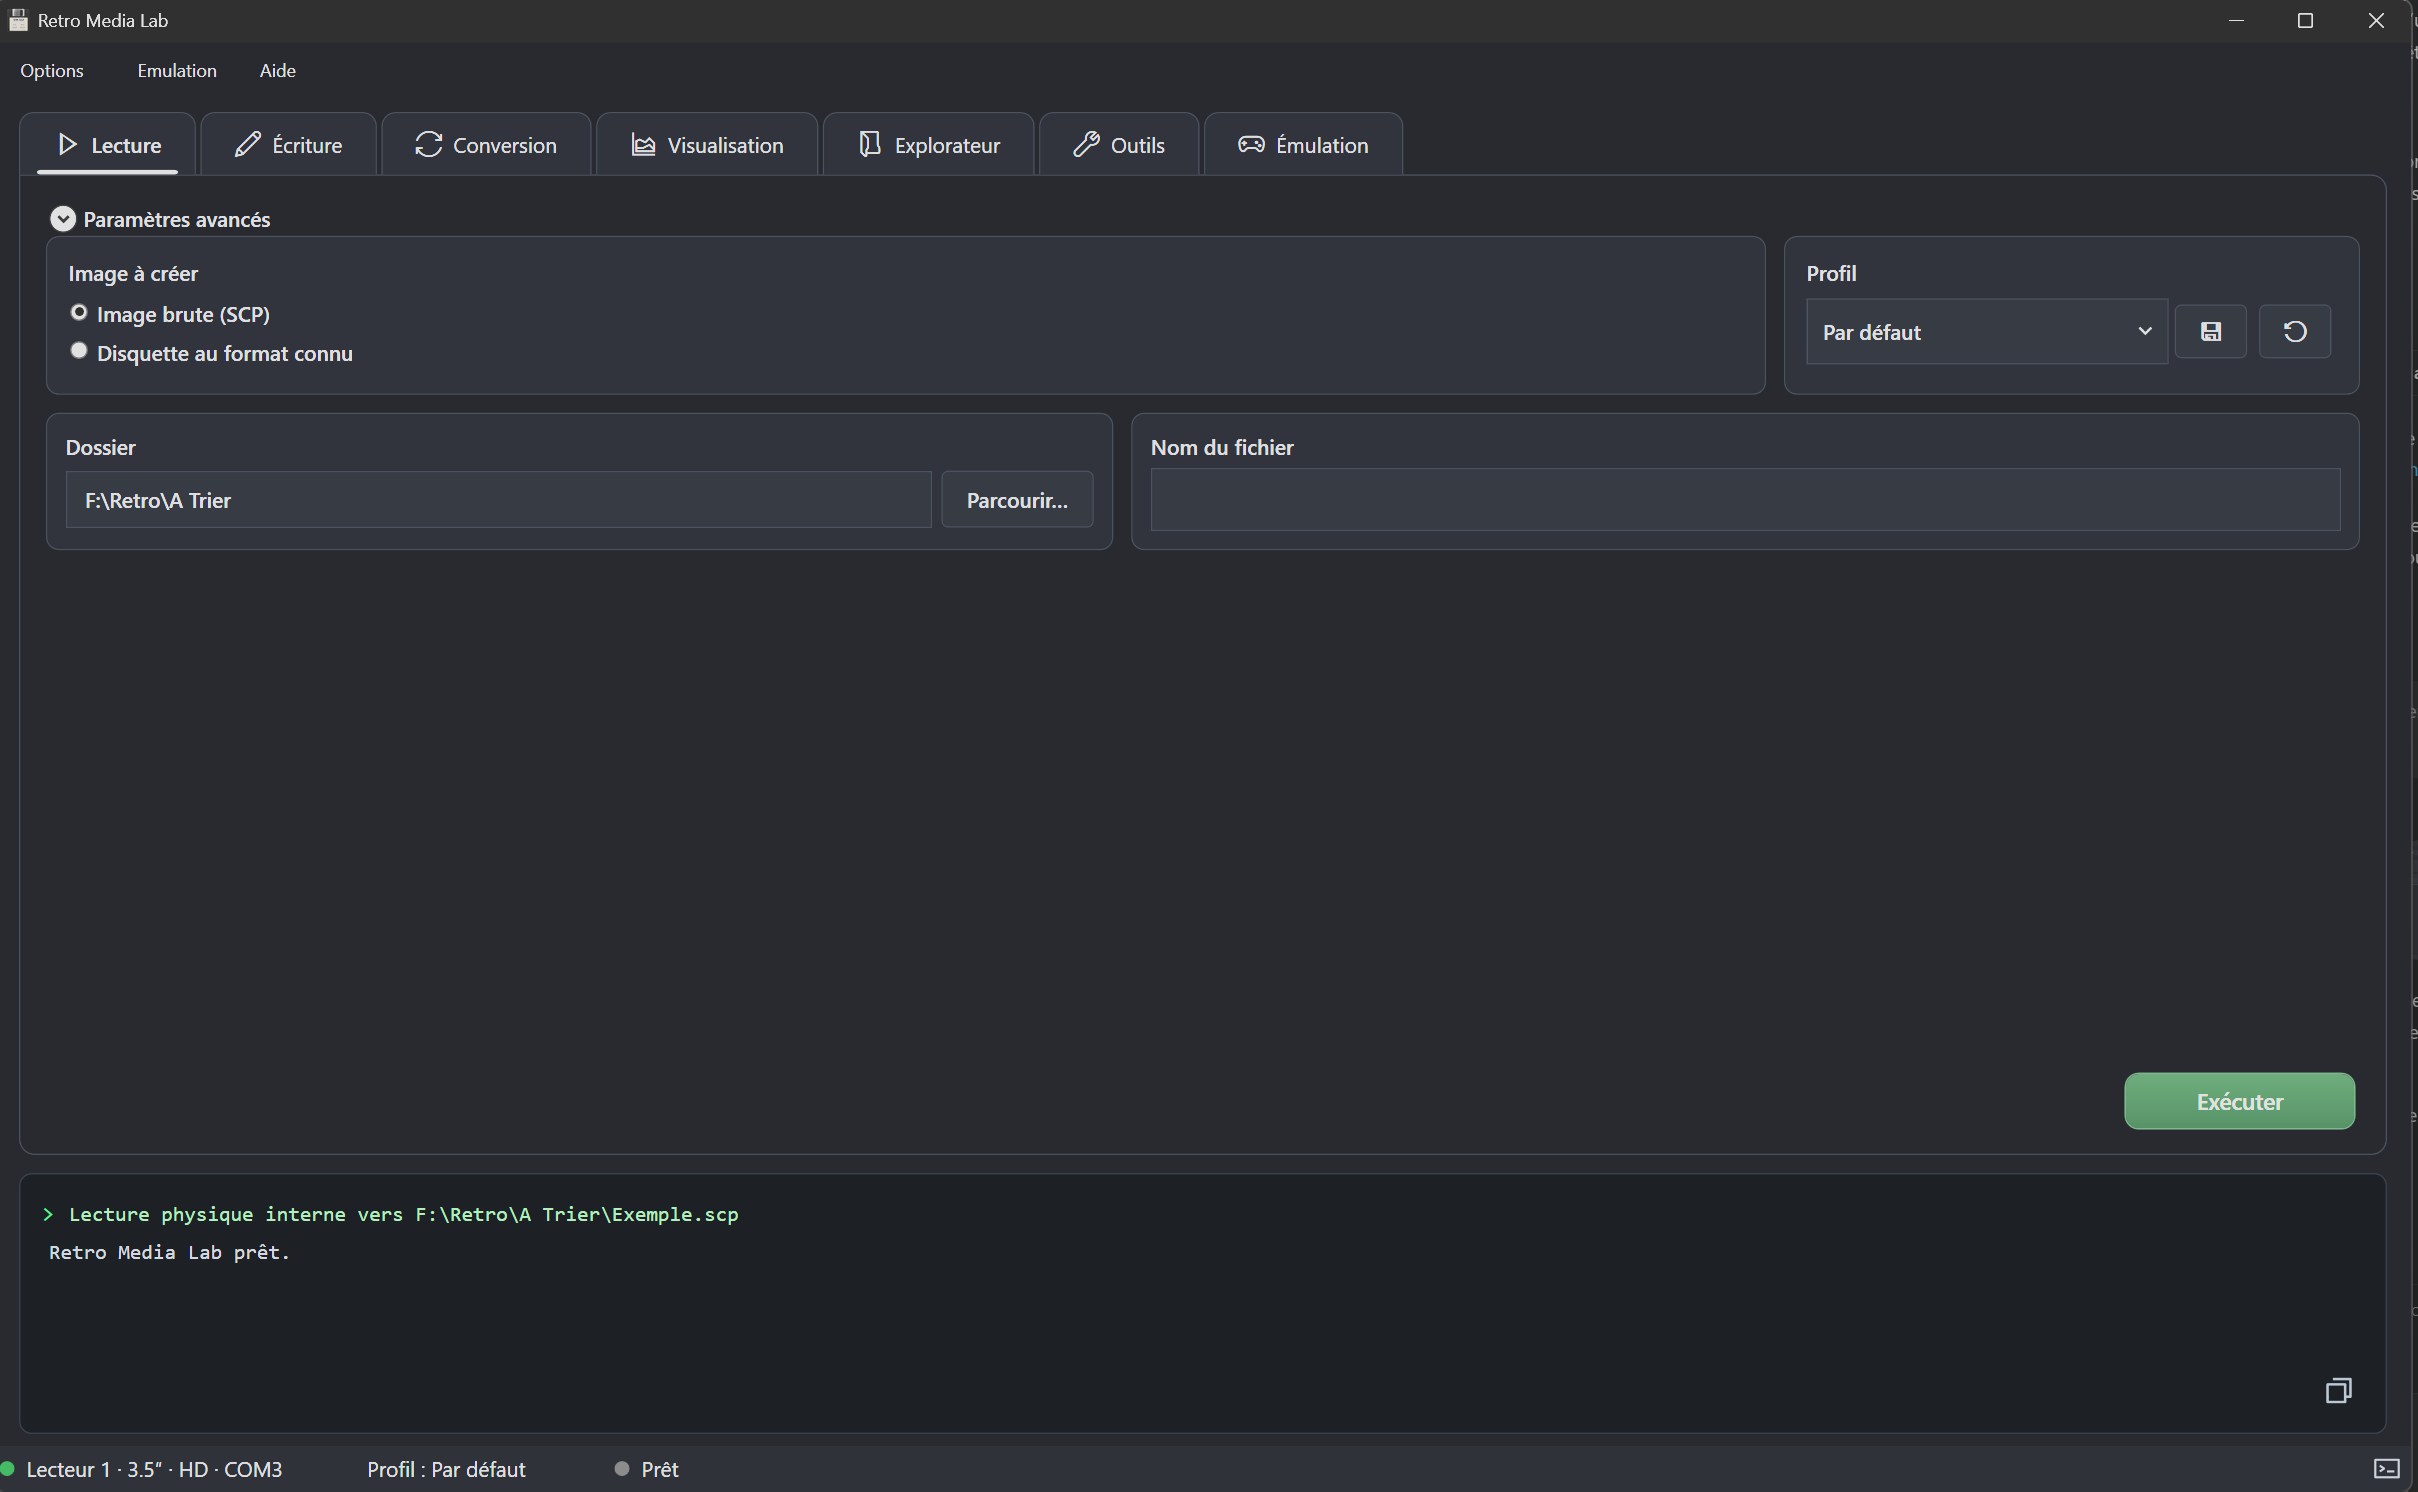 Retro Media Lab
Options Emulation Aide
Lecture Écriture Conversion Visualisation Explorateur Outils Émulation
Paramètres avancés
Image à créer
Image brute (SCP)
Disquette au format connu
Profil
Par défaut
Dossier
F:\Retro\A Trier Parcourir...
Nom du fichier
Exécuter
> Lecture physique interne vers F:\Retro\A Trier\Exemple.scp
Retro Media Lab prêt.
Lecteur 1 · 3.5″ · HD · COM3 Profil : Par défaut Prêt